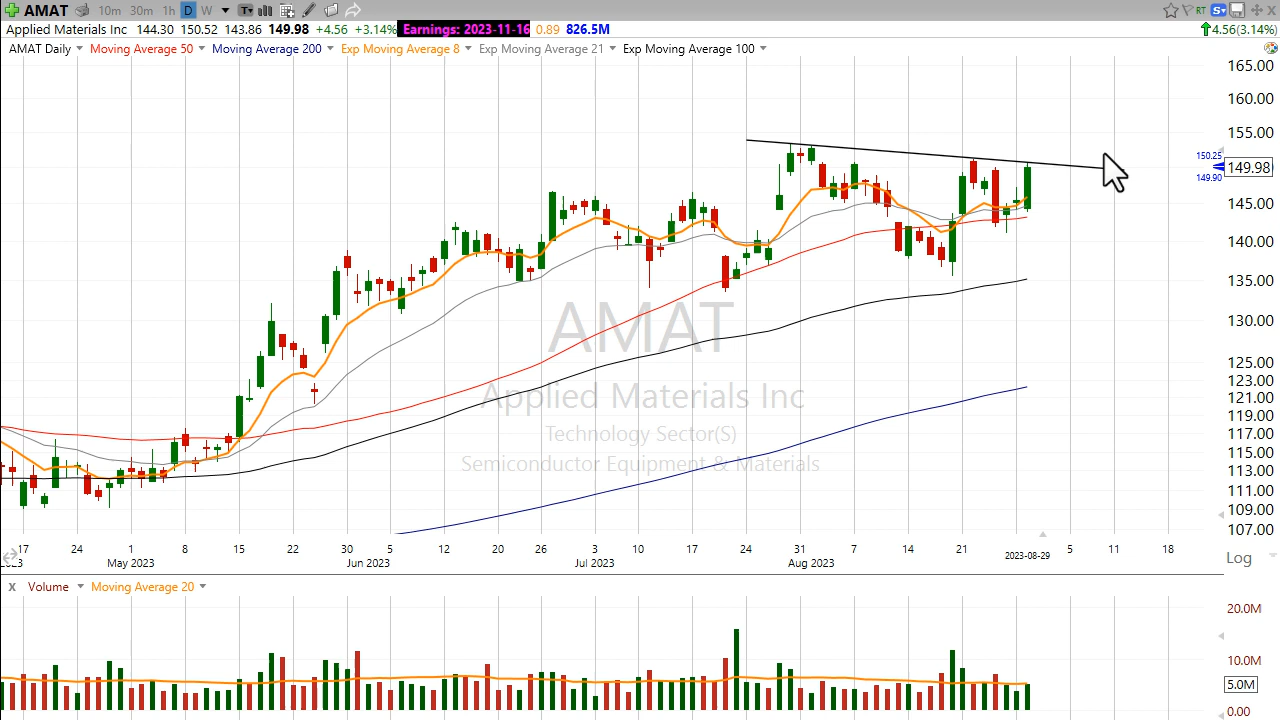 AMAT 10m 30m 1h D W T RT S
Applied Materials Inc 144.30 150.52 143.86 149.98 +4.56 +3.14% Earnings: 2023-11-16 0.89 826.5M 4.56(3.14%)
AMAT Daily Moving Average 50 Moving Average 200 Exp Moving Average 8 Exp Moving Average 21 Exp Moving Average 100
165.00
160.00
155.00
150.25
149.98
149.90
145.00
140.00
135.00
130.00
125.00
123.00
121.00
119.00
117.00
115.00
113.00
111.00
109.00
107.00
AMAT
Applied Materials Inc
Technology Sector(S)
Semiconductor Equipment & Materials
17 24 1 8 15 22 30 5 12 20 26 3 10 17 24 31 7 14 21 2023-08-29 5 11 18
May 2023 Jun 2023 Jul 2023 Aug 2023
Log
X Volume Moving Average 20
20.0M
10.0M
5.0M
0.00